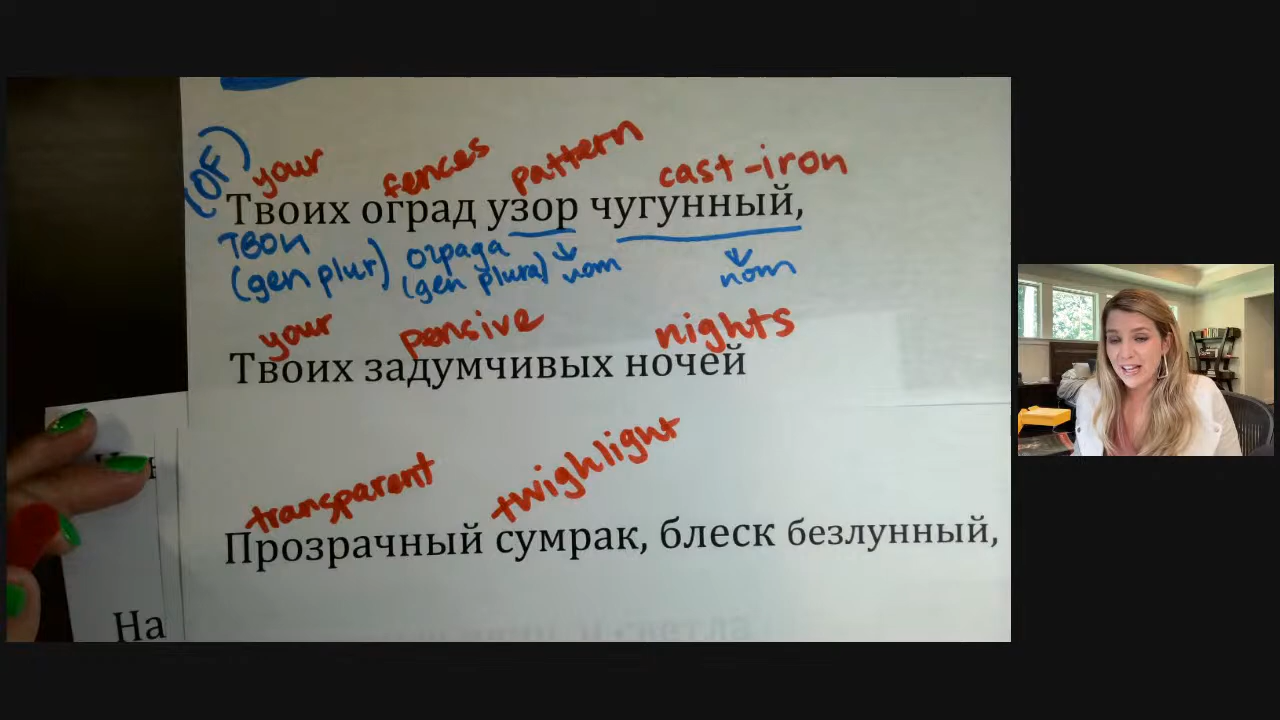 (OF) your fences pattern cast-iron
Твоих оград узор чугунный,
твои ограда nom nom
(gen plur) (gen plura)
your pensive nights
Твоих задумчивых ночей
transparent twighlight
Прозрачный сумрак, блеск безлунный,
На